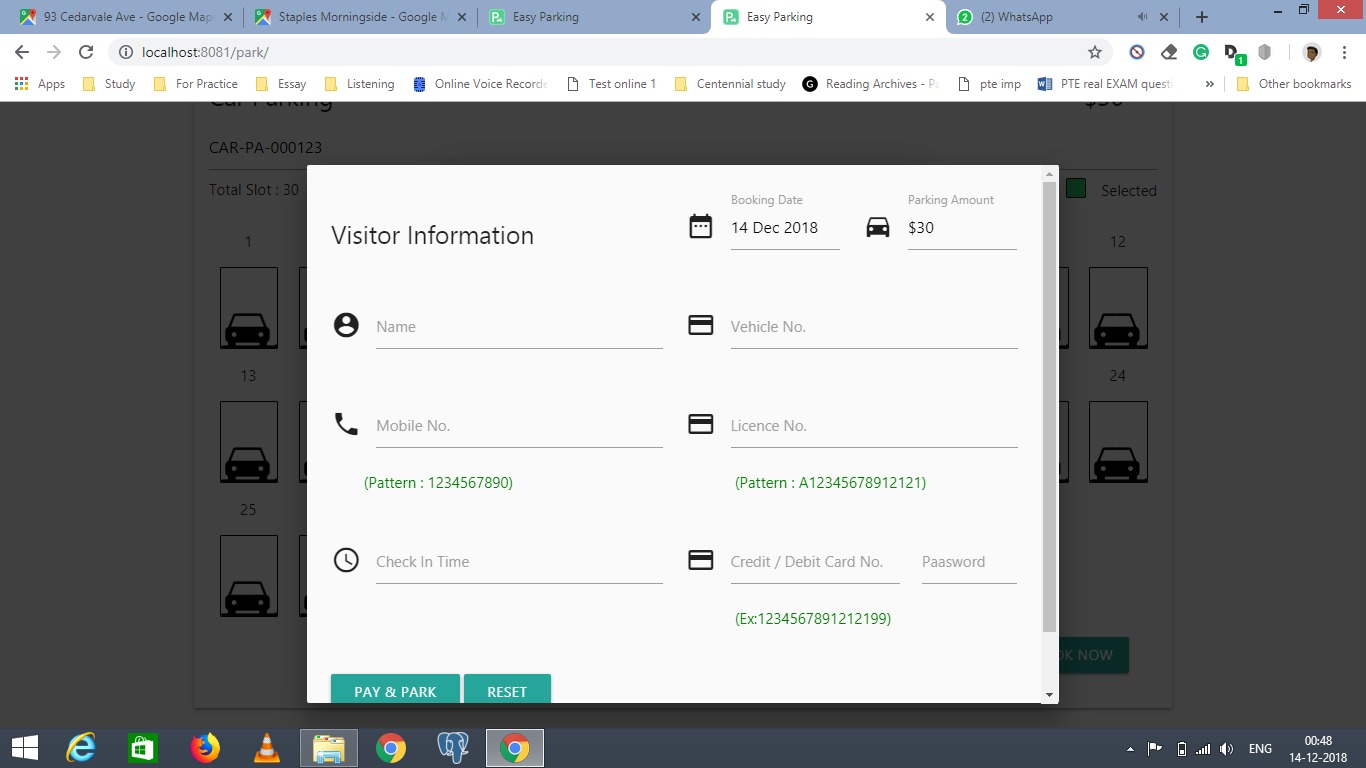 93 Cedarvale Ave - Google Map
Staples Morningside - Google M
Easy Parking
Easy Parking
(2) WhatsApp
localhost:8081/park/
Apps
Study
For Practice
Essay
Listening
Online Voice Recorde
Test online 1
Centennial study
Reading Archives - Pa
pte imp
PTE real EXAM questi
»
Other bookmarks
Car Parking
$30
CAR-PA-000123
Total Slot : 30
Selected
Visitor Information
Booking Date
14 Dec 2018
Parking Amount
$30
1
12
Name
Vehicle No.
13
24
Mobile No.
Licence No.
(Pattern : 1234567890)
(Pattern : A12345678912121)
25
Check In Time
Credit / Debit Card No.
Paasword
(Ex:1234567891212199)
OK NOW
PAY & PARK
RESET
ENG
00:48
14-12-2018